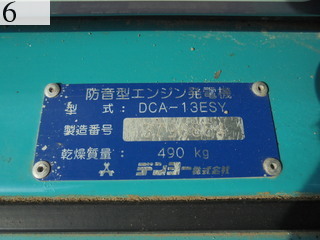 6
防音型エンジン発電機
型式：DCA-13ESY
製造番号
乾燥質量：490 kg
デンヨー株式会社